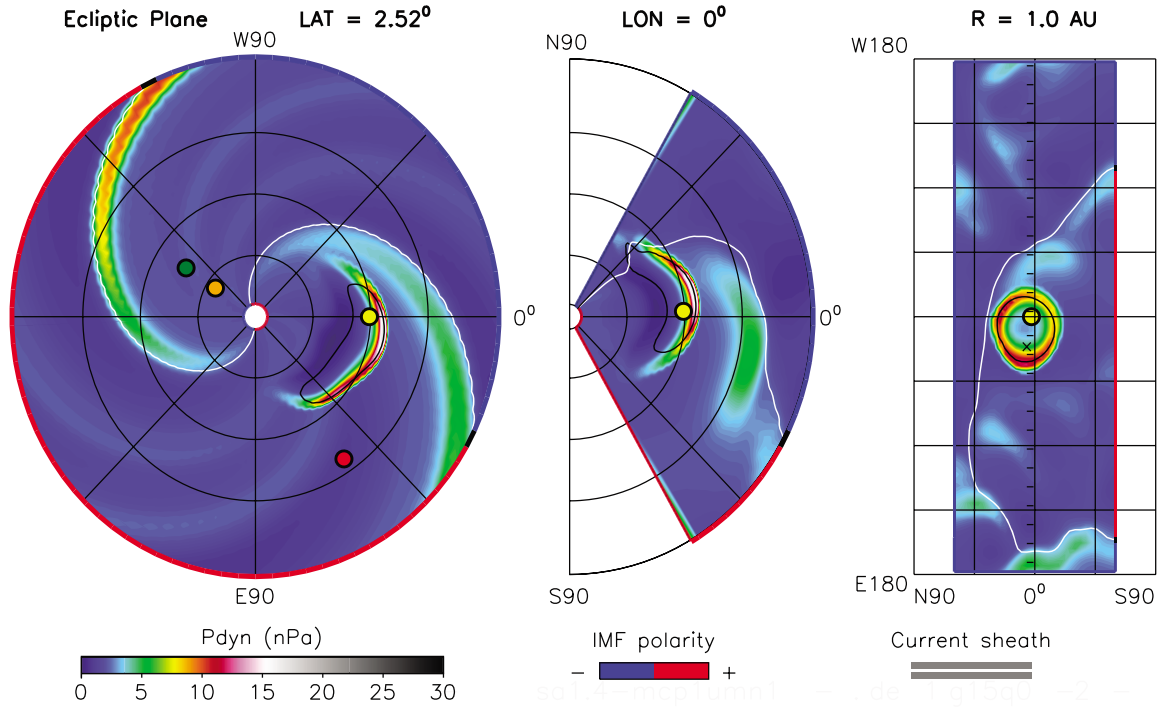 Ecliptic Plane LAT = 2.52⁰ LON = 0⁰ R = 1.0 AU
W90 N90 W180
0⁰ 0⁰
E90 S90 E180 N90 0⁰ S90
Pdyn (nPa) IMF polarity Current sheath
- +
0 5 10 15 20 25 30